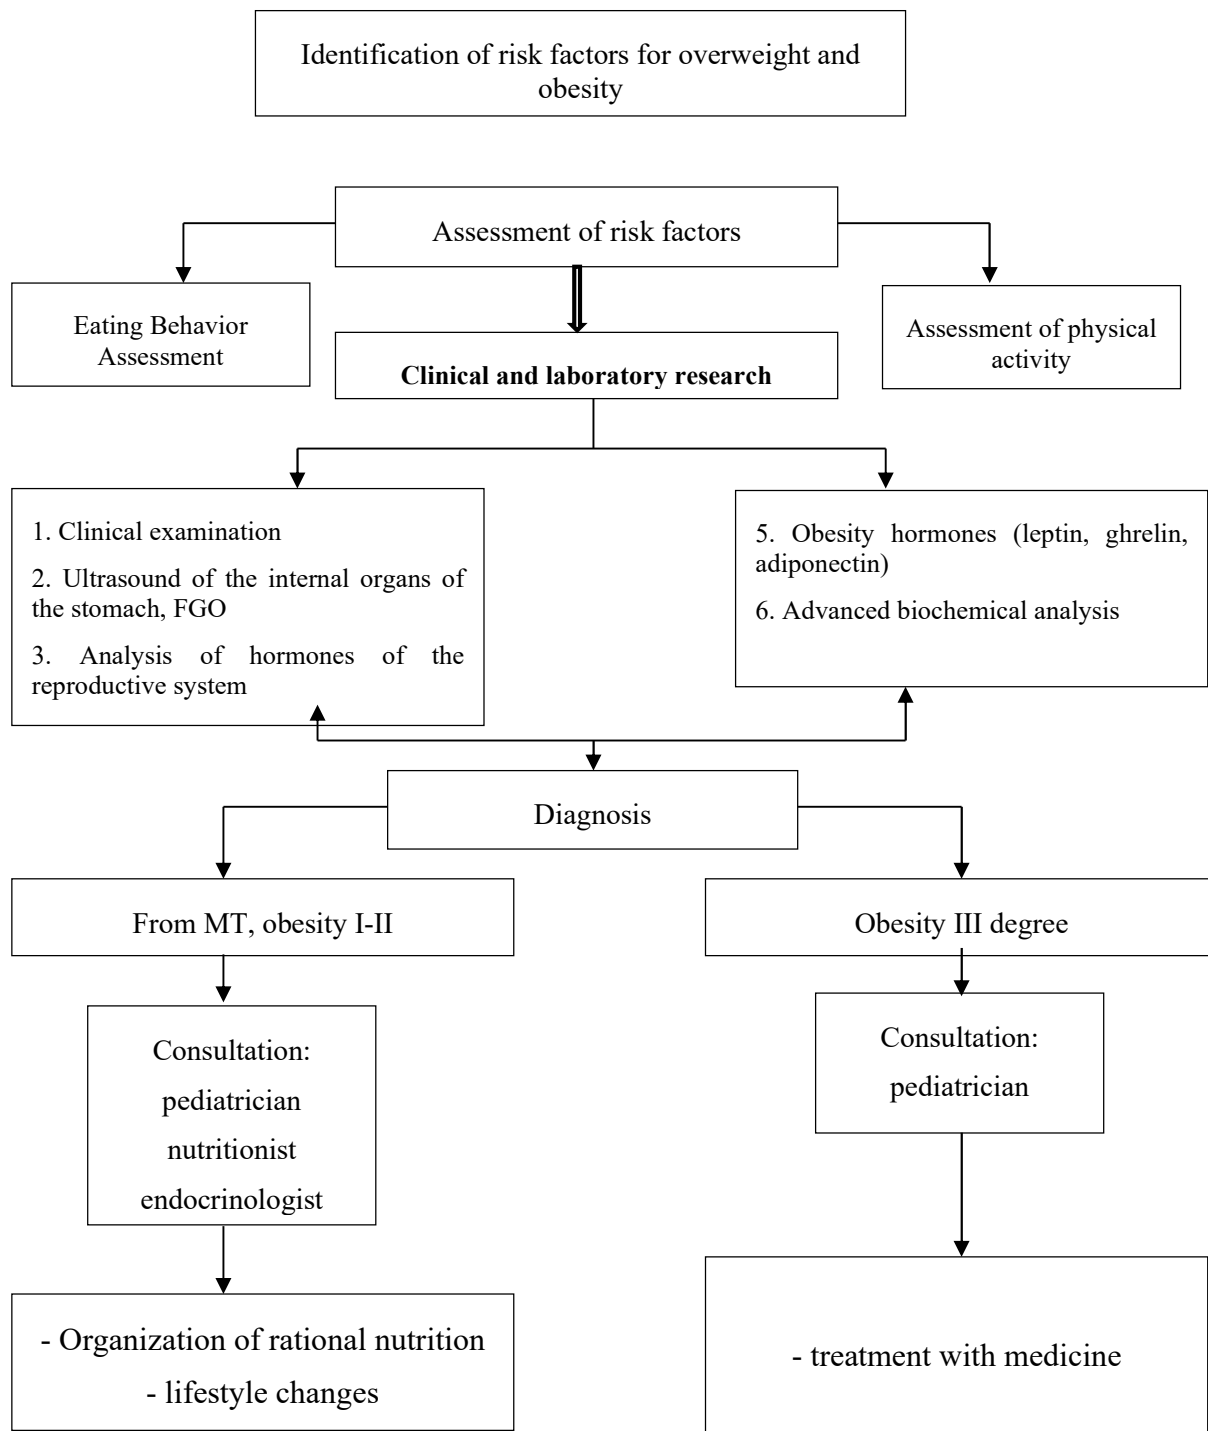 Identification of risk factors for overweight and
obesity
Assessment of risk factors
Eating Behavior
Assessment
Assessment of physical
activity
Clinical and laboratory research
1. Clinical examination
2. Ultrasound of the internal organs of
the stomach, FGO
3. Analysis of hormones of the
reproductive system
5. Obesity hormones (leptin, ghrelin,
adiponectin)
6. Advanced biochemical analysis
Diagnosis
From MT, obesity I-II
Obesity III degree
Consultation:
pediatrician
nutritionist
endocrinologist
Consultation:
pediatrician
- Organization of rational nutrition
- lifestyle changes
- treatment with medicine